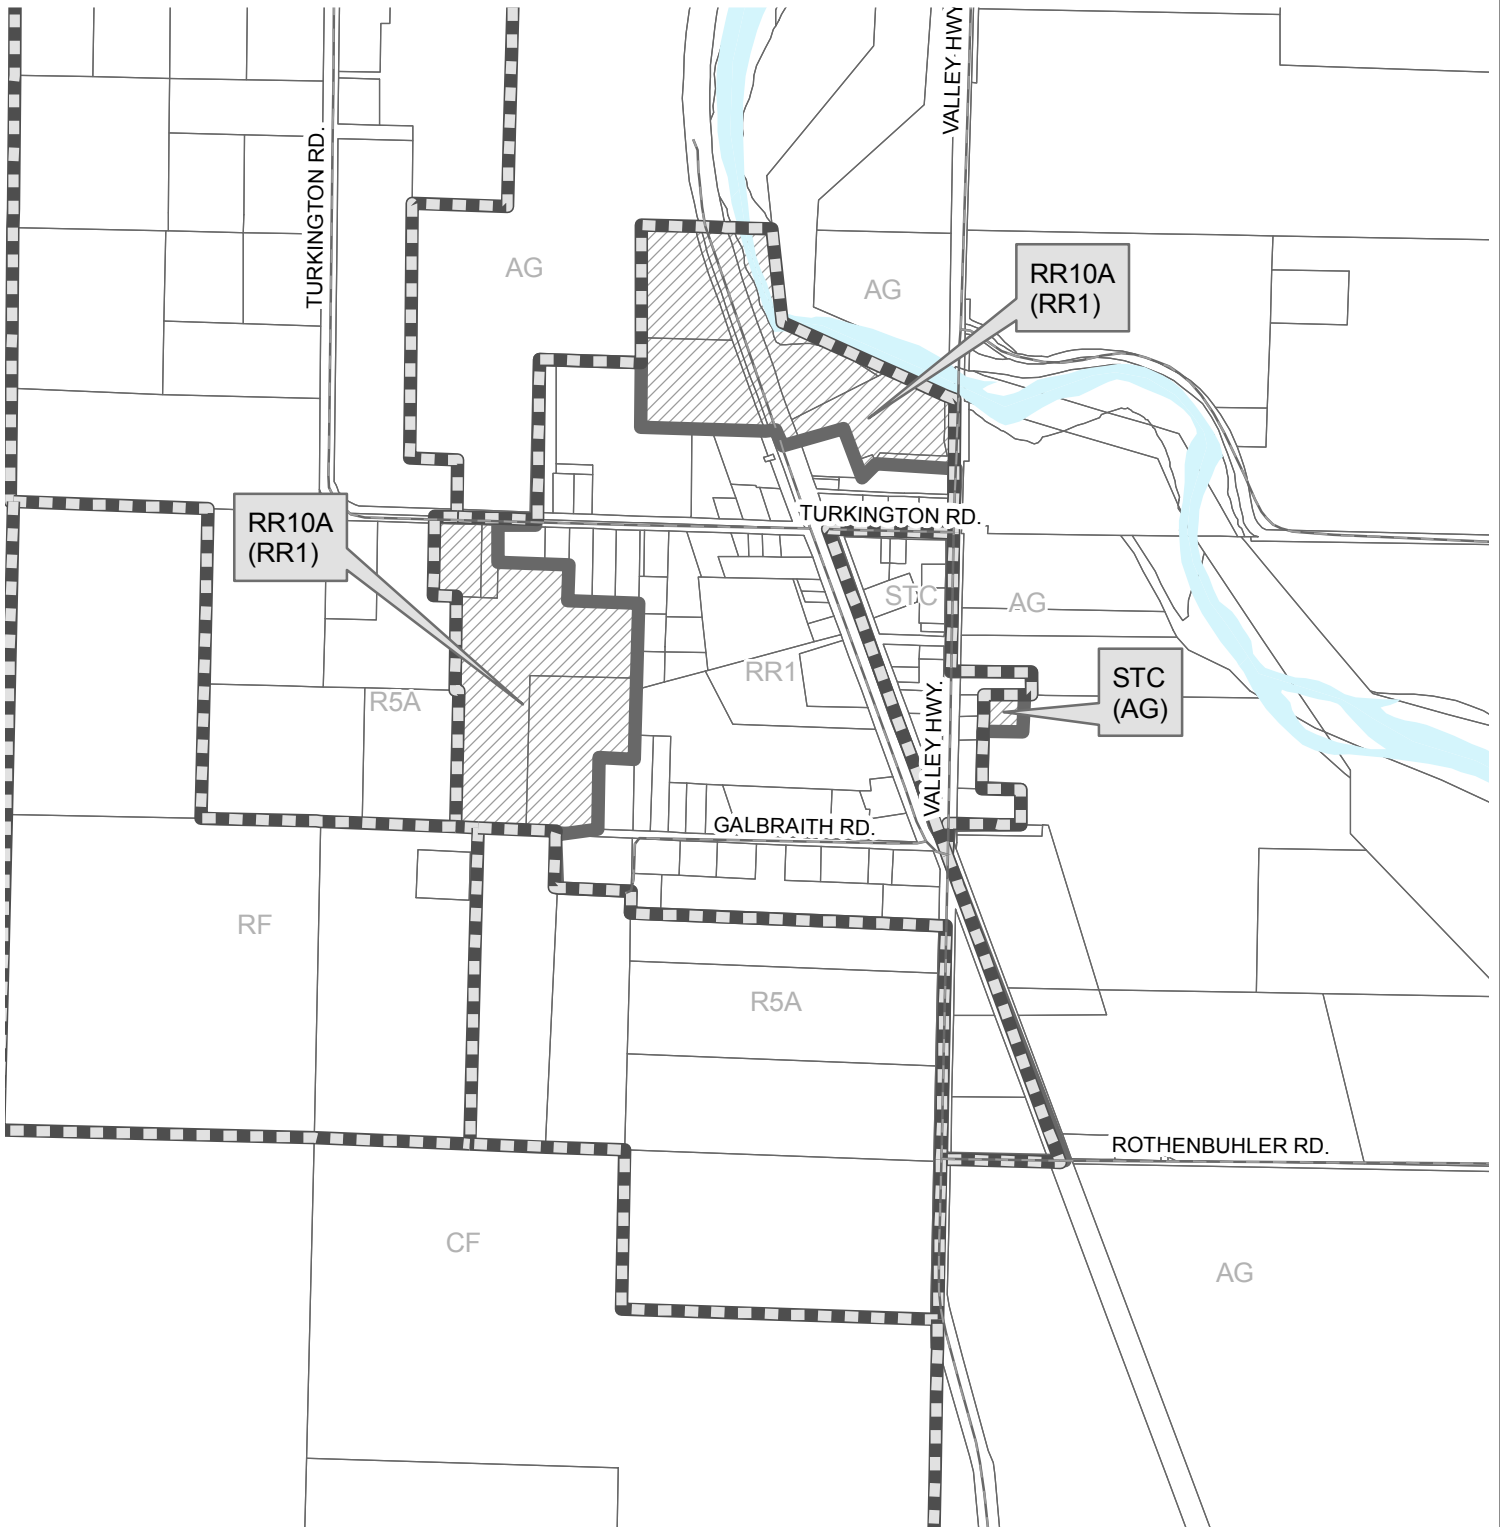 VALLEY HWY
TURKINGTON RD.
AG
AG
RR10A
(RR1)
RR10A
(RR1)
TURKINGTON RD.
STC
AG
RR1
R5A
STC
(AG)
VALLEY HWY.
GALBRAITH RD.
RF
R5A
ROTHENBUHLER RD.
CF
AG